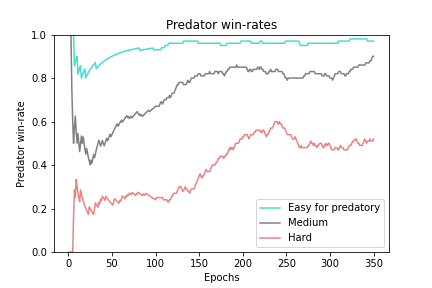 Predator win-rates
Predator win-rate
1.0
0.8
0.6
0.4
0.2
0.0
0
50
100
150
200
250
300
350
Epochs
Easy for predatory
Medium
Hard